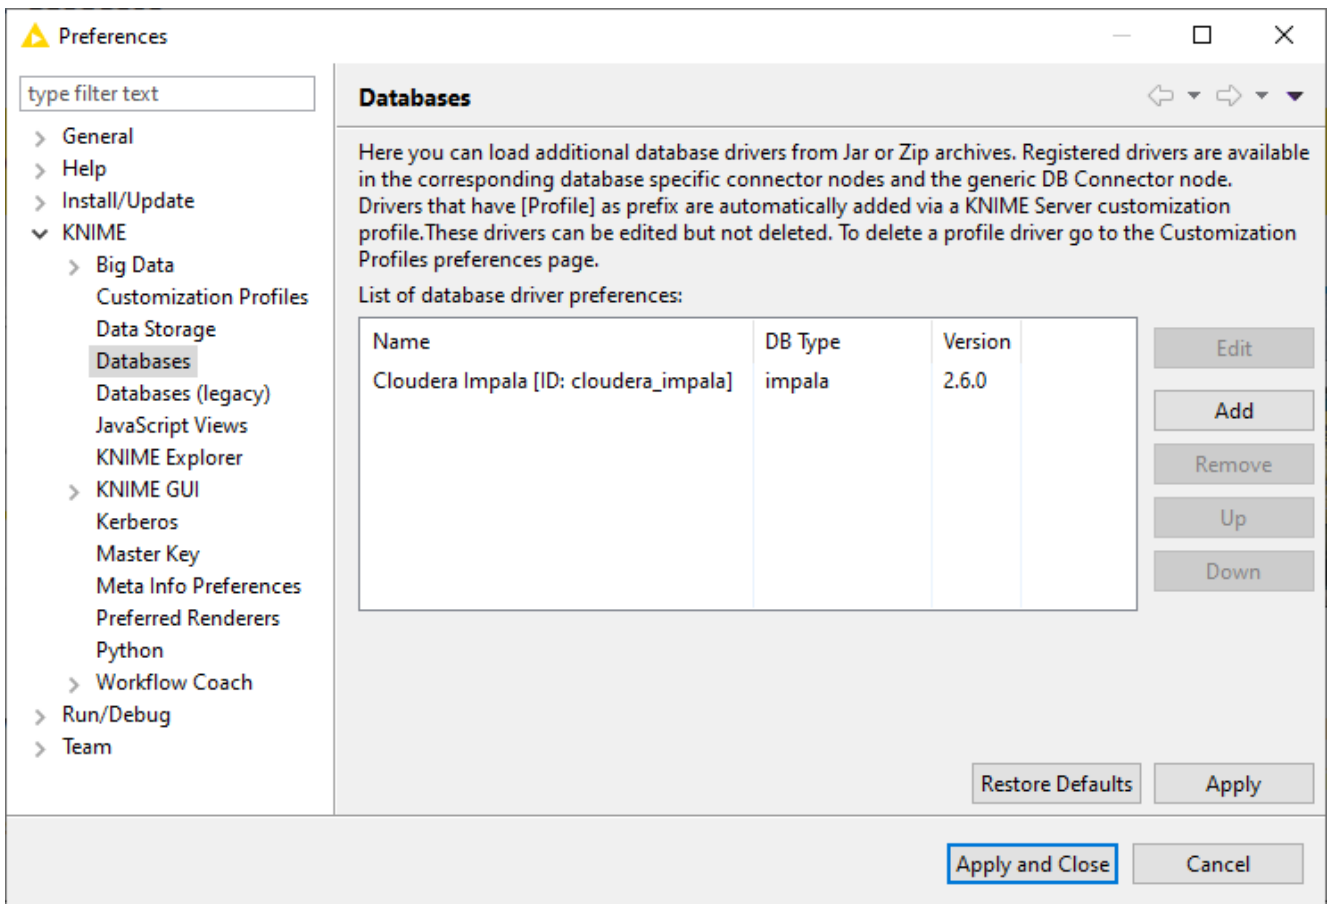 Preferences
type filter text
General
Help
Install/Update
KNIME
Big Data
Customization Profiles
Data Storage
Databases
Databases (legacy)
JavaScript Views
KNIME Explorer
KNIME GUI
Kerberos
Master Key
Meta Info Preferences
Preferred Renderers
Python
Workflow Coach
Run/Debug
Team
Databases
Here you can load additional database drivers from Jar or Zip archives. Registered drivers are available
in the corresponding database specific connector nodes and the generic DB Connector node.
Drivers that have [Profile] as prefix are automatically added via a KNIME Server customization
profile.These drivers can be edited but not deleted. To delete a profile driver go to the Customization
Profiles preferences page.
List of database driver preferences:
Name DB Type Version
Cloudera Impala [ID: cloudera_impala] impala 2.6.0
Edit
Add
Remove
Up
Down
Restore Defaults Apply
Apply and Close Cancel